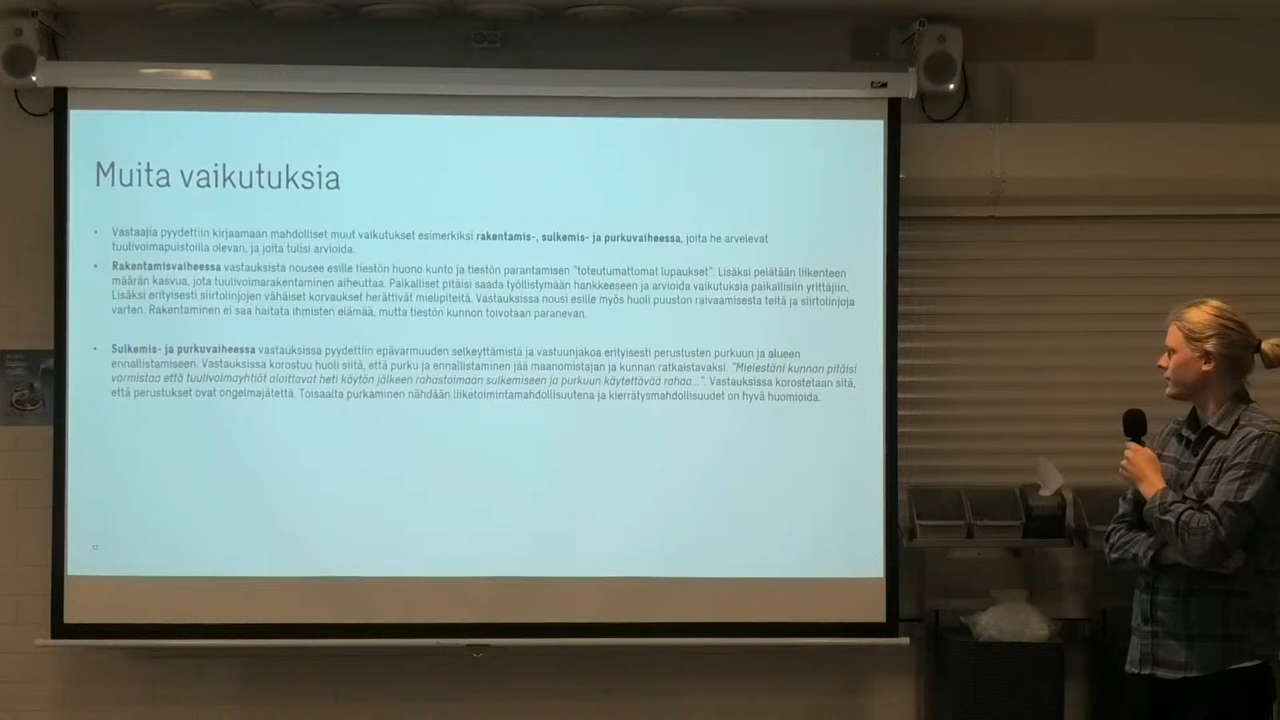 Muita vaikutuksia
• Vastaajia pyydettiin kirjaamaan mahdolliset muut vaikutukset esimerkiksi rakentamis-, sulkemis- ja purkuvaiheessa, joita he arvelevat
tuulivoimapuistoilla olevan, ja joita tulisi arvioida.
• Rakentamisvaiheessa vastauksista nousee esille tiestön huono kunto ja tiestön parantamisen "toteutumattomat lupaukset". Lisäksi pelätään liikenteen
määrän kasvua, jota tuulivoimarakentaminen aiheuttaa. Paikalliset pitäisi saada työllistymään hankkeeseen ja arvioida vaikutuksia paikallisiin yrittäjiin.
Lisäksi erityisesti siirtolinjojen vähäiset korvaukset herättivät mielipiteitä. Vastauksissa nousi esille myös huoli puuston raivaamisesta teitä ja siirtolinjoja
varten. Rakentaminen ei saa haitata ihmisten elämää, mutta tiestön kunnon toivotaan paranevan.
• Sulkemis- ja purkuvaiheessa vastauksissa pyydettiin epävarmuuden selkeyttämistä ja vastuunjakoa erityisesti perustusten purkuun ja alueen
ennallistamiseen. Vastauksissa korostuu huoli siitä, että purku ja ennallistaminen jää maanomistajan ja kunnan ratkaistavaksi. "Mielestäni kunnan pitäisi
varmistaa että tuulivoimayhtiöt aloittavat heti käytön jälkeen rahastoimaan sulkemiseen ja purkuun käytettävää rahaa...". Vastauksissa korostetaan sitä,
että perustukset ovat ongelmajätettä. Toisaalta purkaminen nähdään liiketoimintamahdollisuutena ja kierrätysmahdollisuudet on hyvä huomioida.